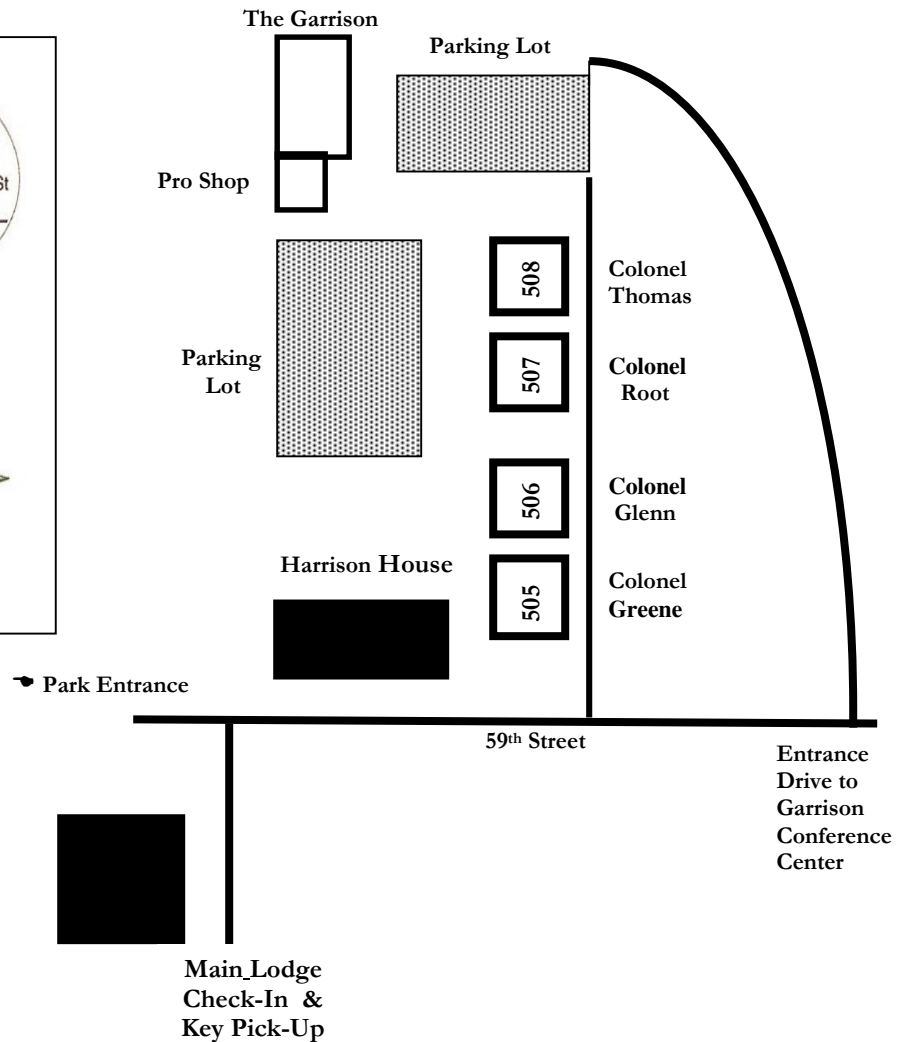 The Garrison
Parking Lot
St
Pro Shop
508
Colonel
Thomas
Parking
Lot
507
Colonel
Root
506
Colonel
Glenn
Harrison House
505
Colonel
Greene
Park Entrance
59th Street
Entrance
Drive to
Garrison
Conference
Center
Main Lodge
Check-In &
Key Pick-Up